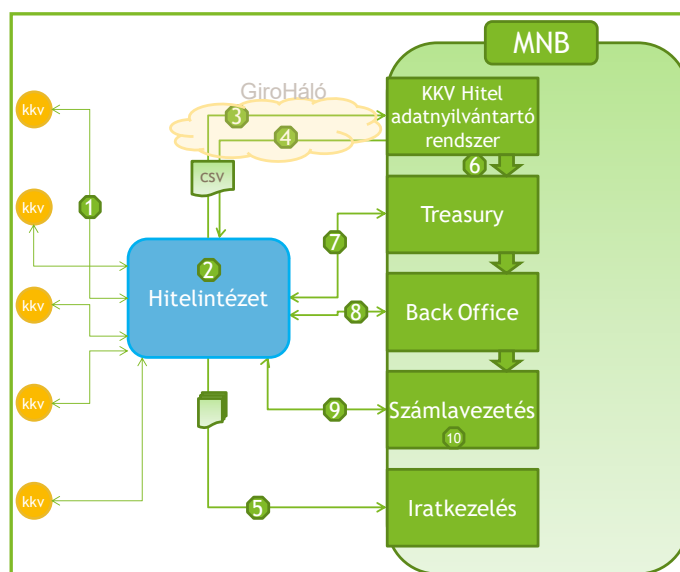 MNB
GiroHáló
kkv
3
4
KKV Hitel
adatnyilvántartó
rendszer
6
csv
1
kkv
Treasury
7
2
Hitelintézet
kkv
8
Back Office
kkv
9
Számlavezetés
10
kkv
5
Iratkezelés